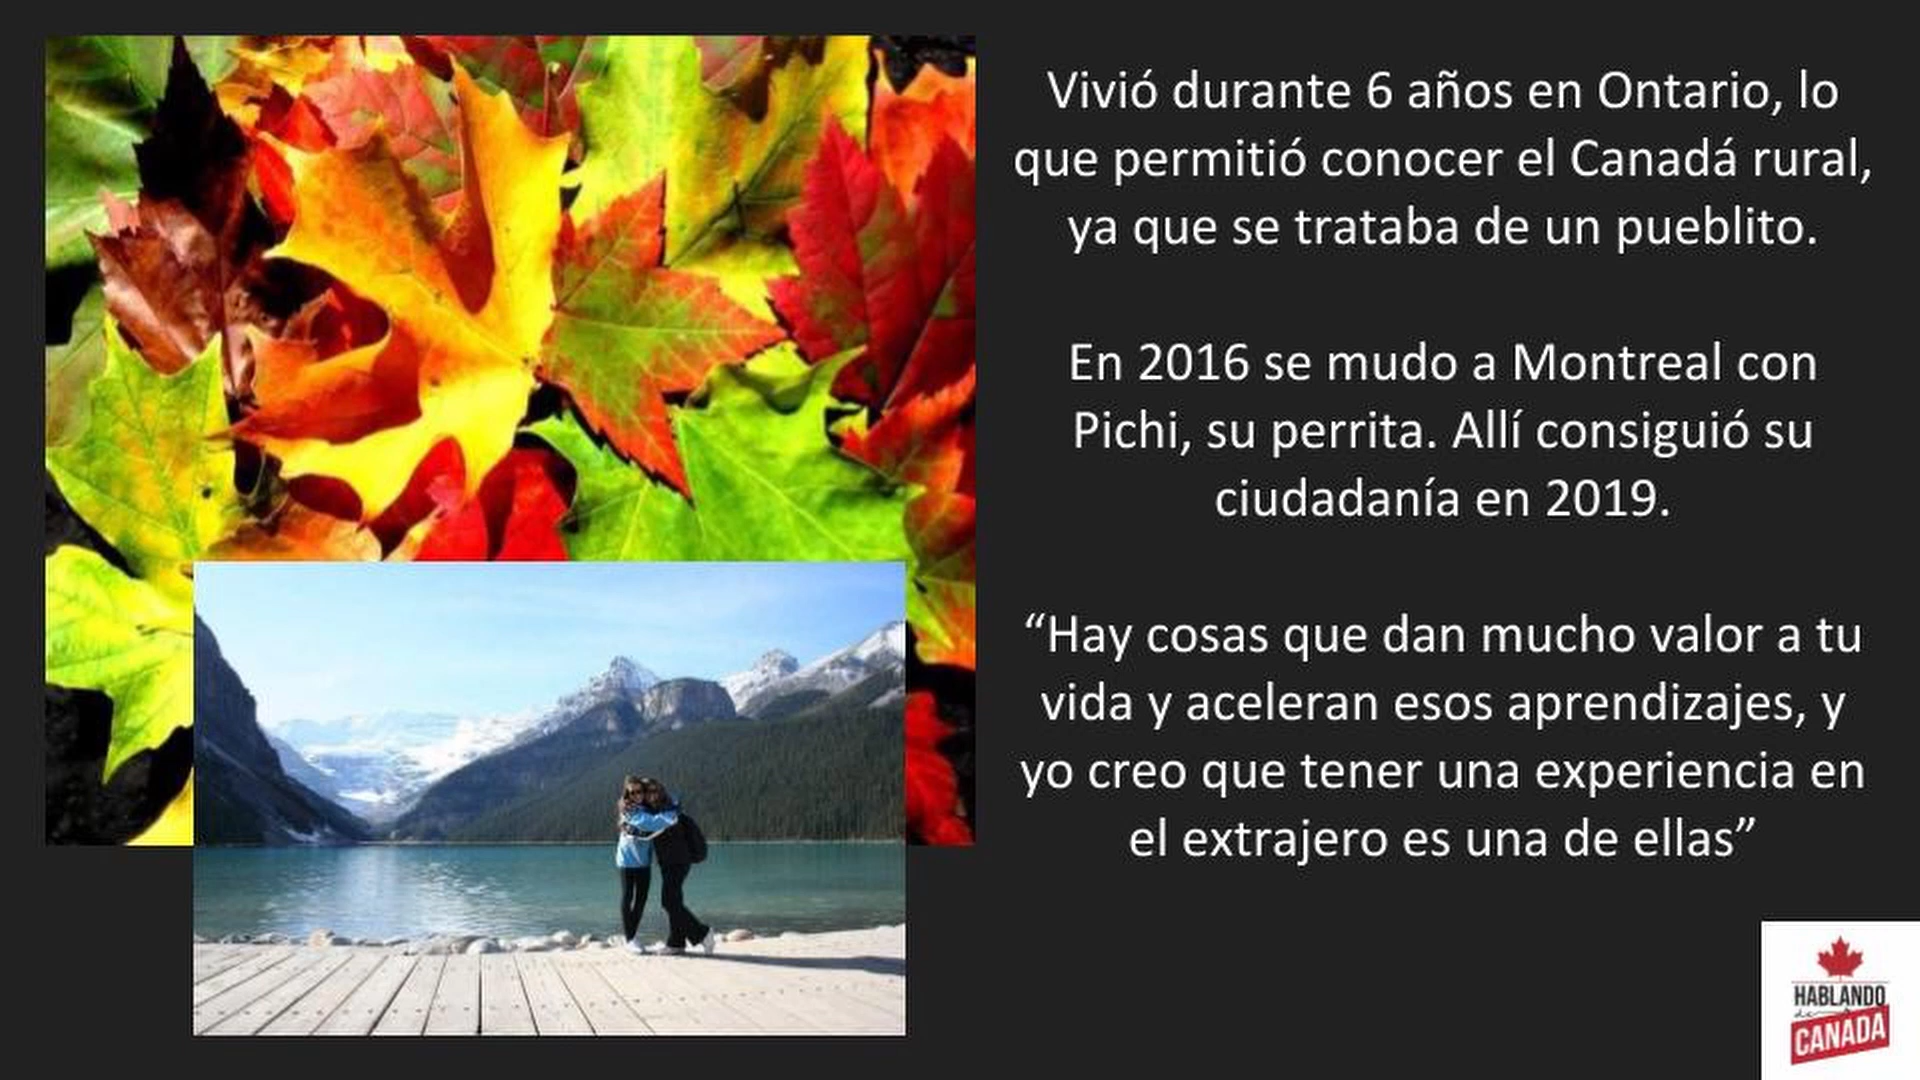 Vivió durante 6 años en Ontario, lo
que permitió conocer el Canadá rural,
ya que se trataba de un pueblito.
En 2016 se mudo a Montreal con
Pichi, su perrita. Allí consiguió su
ciudadanía en 2019.
“Hay cosas que dan mucho valor a tu
vida y aceleran esos aprendizajes, y
yo creo que tener una experiencia en
el extrajero es una de ellas”
HABLANDO
de
CANADA